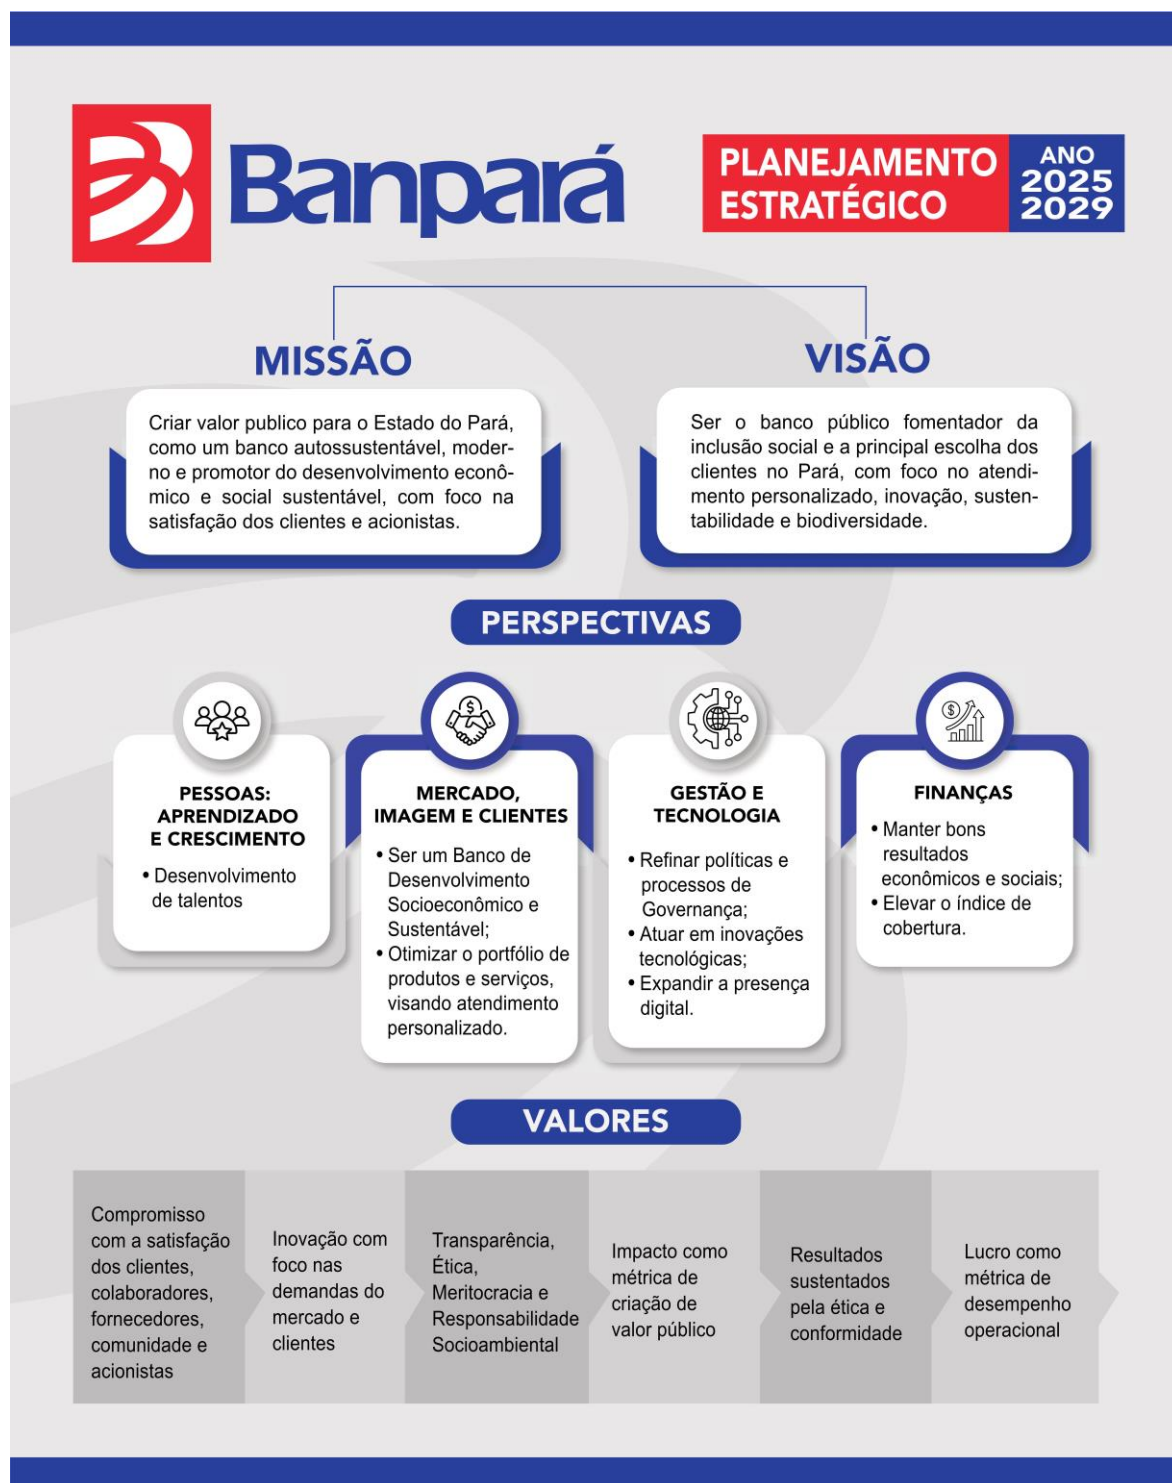 Banpará
PLANEJAMENTO
ESTRATÉGICO
ANO
2025
2029
MISSÃO
Criar valor publico para o Estado do Pará,
como um banco autossustentável, moder-
no e promotor do desenvolvimento econô-
mico e social sustentável, com foco na
satisfação dos clientes e acionistas.
VISÃO
Ser o banco público fomentador da
inclusão social e a principal escolha dos
clientes no Pará, com foco no atendi-
mento personalizado, inovação, susten-
tabilidade e biodiversidade.
PERSPECTIVAS
PESSOAS:
APRENDIZADO
E CRESCIMENTO
• Desenvolvimento
de talentos
MERCADO,
IMAGEM E CLIENTES
• Ser um Banco de
Desenvolvimento
Socioeconômico e
Sustentável;
• Otimizar o portfólio de
produtos e serviços,
visando atendimento
personalizado.
GESTÃO E
TECNOLOGIA
• Refinar políticas e
processos de
Governança;
• Atuar em inovações
tecnológicas;
• Expandir a presença
digital.
FINANÇAS
• Manter bons
resultados
econômicos e sociais;
• Elevar o índice de
cobertura.
VALORES
Compromisso
com a satisfação
dos clientes,
colaboradores,
fornecedores,
comunidade e
acionistas
Inovação com
foco nas
demandas do
mercado e
clientes
Transparência,
Ética,
Meritocracia e
Responsabilidade
Socioambiental
Impacto como
métrica de
criação de
valor público
Resultados
sustentados
pela ética e
conformidade
Lucro como
métrica de
desempenho
operacional